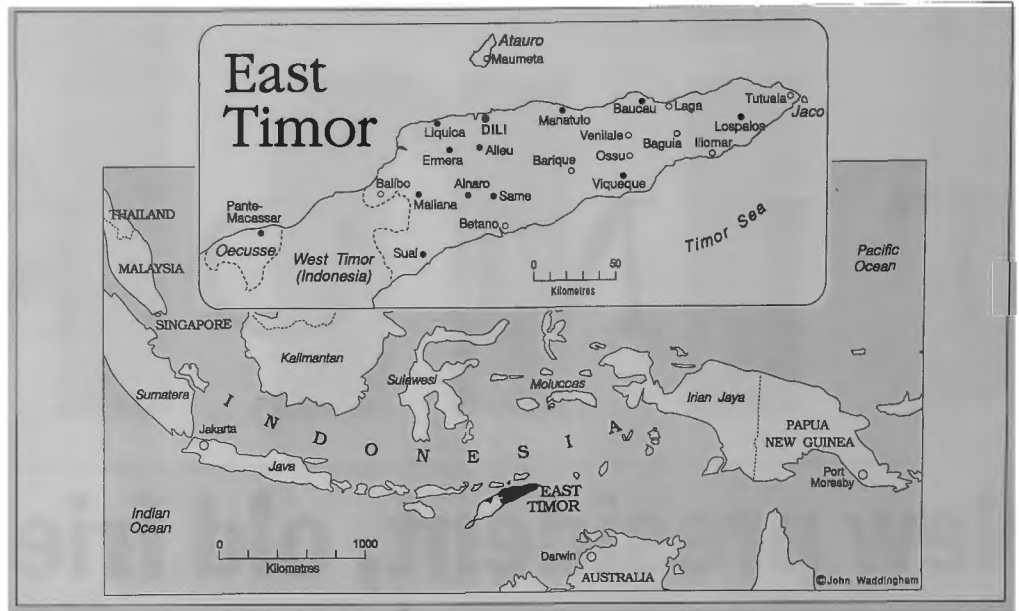 East
Timor
Atauro
Maumeta
Tutuala
Jaco
Baucau
Laga
Lospalos
Manatuto
DILI
Liquica
Venilale
Baguia
Iliomar
Ermera
Aileu
Barique
Ossu
Viqueque
Balibo
Maliana
Ainaro
Same
Betano
Pante-
Macassar
Oecusse
West Timor
(Indonesia)
Suai
Timor Sea
0 50
Kilometres
THAILAND
MALAYSIA
SINGAPORE
Pacific
Ocean
Kalimantan
Sulawesi
Moluccas
Irian Jaya
Sumatera
INDONESIA
PAPUA
NEW GUINEA
Jakarta
Java
Port
Moresby
EAST
TIMOR
Indian
Ocean
0 1000
Kilometres
Darwin
AUSTRALIA
©John Waddingham